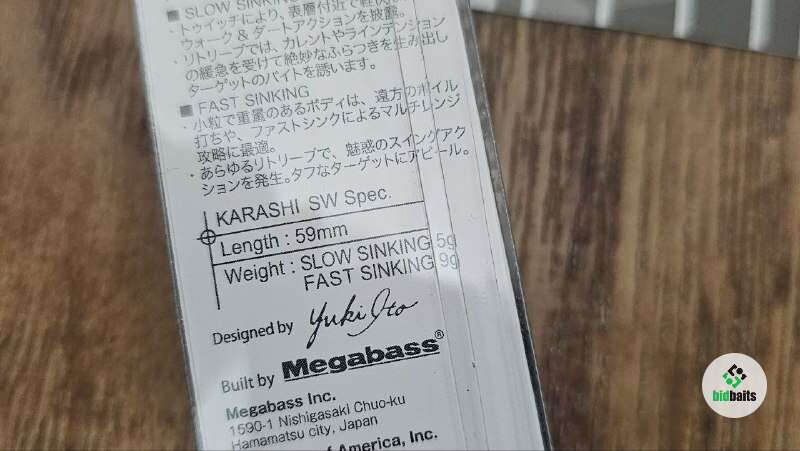 ■ SLOW SINKING
・トゥイッチにより、表層付近で軽快な
ウォーク & ダートアクションを披露。
・リトリーブでは、カレントやラインテンション
の緩急を受けて絶妙なふらつきを生み出し
ターゲットのバイトを誘います。
■ FAST SINKING
・小粒で重量のあるボディは、遠方のボイル
打ちや、ファストシンクによるマルチレンジ
攻略に最適。
・あらゆるリトリーブで、魅惑のスイングアク
ションを発生。タフなターゲットにアピール。
KARASHI SW Spec.
Length : 59mm
Weight : SLOW SINKING 5g
FAST SINKING 9g
Designed by Yuki Ito
Built by Megabass®
Megabass Inc.
1590-1 Nishigasaki Chuo-ku
Hamamatsu city, Japan
of America, Inc.
bidbaits